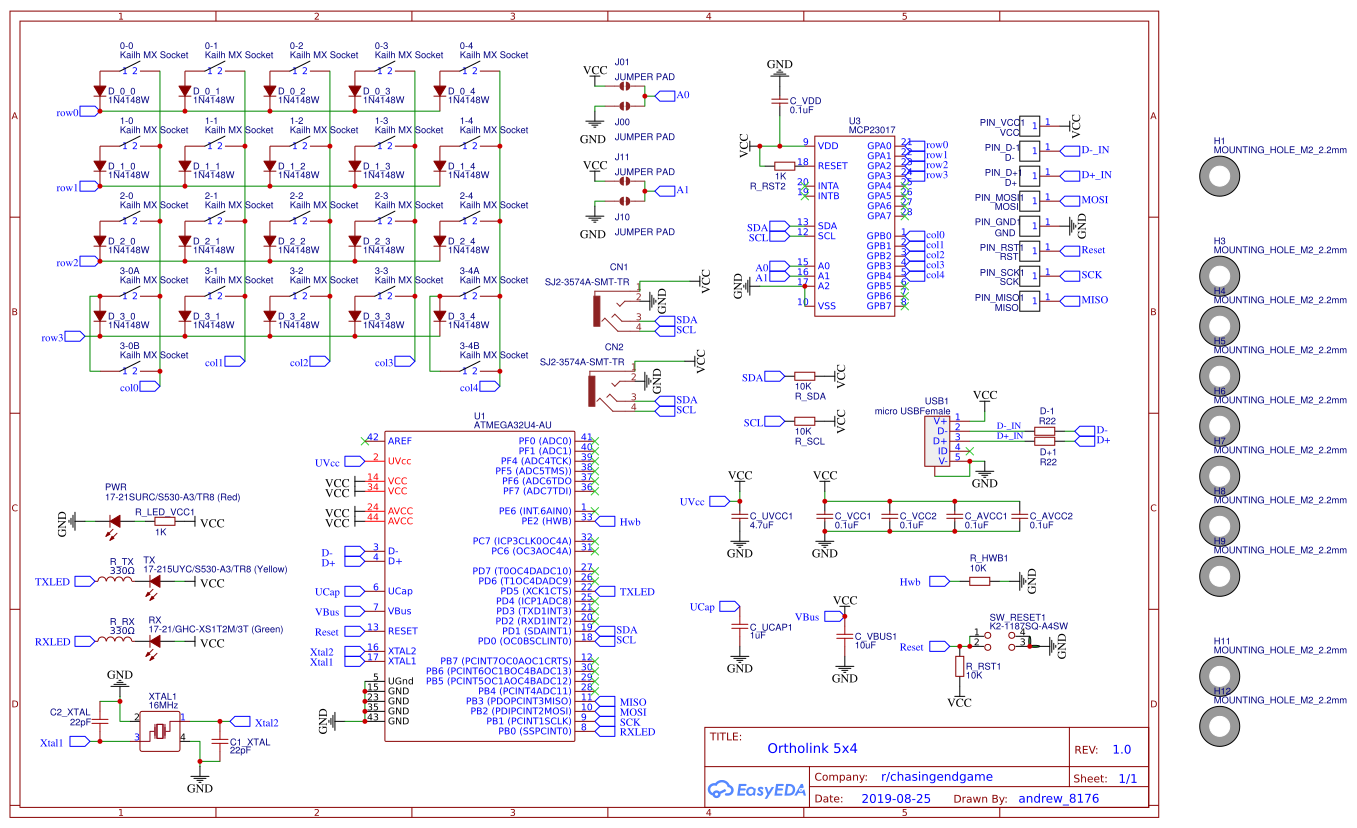 1 2 3 4 5
A B C D
0-0
Kailh MX Socket
0-1
Kailh MX Socket
0-2
Kailh MX Socket
0-3
Kailh MX Socket
0-4
Kailh MX Socket
1 2 1 2 1 2 1 2 1 2
D_0_0
1N4148W
D_0_1
1N4148W
D_0_2
1N4148W
D_0_3
1N4148W
D_0_4
1N4148W
row0
1-0
Kailh MX Socket
1-1
Kailh MX Socket
1-2
Kailh MX Socket
1-3
Kailh MX Socket
1-4
Kailh MX Socket
1 2 1 2 1 2 1 2 1 2
D_1_0
1N4148W
D_1_1
1N4148W
D_1_2
1N4148W
D_1_3
1N4148W
D_1_4
1N4148W
row1
2-0
Kailh MX Socket
2-1
Kailh MX Socket
2-2
Kailh MX Socket
2-3
Kailh MX Socket
2-4
Kailh MX Socket
1 2 1 2 1 2 1 2 1 2
D_2_0
1N4148W
D_2_1
1N4148W
D_2_2
1N4148W
D_2_3
1N4148W
D_2_4
1N4148W
row2
3-0A
Kailh MX Socket
3-1
Kailh MX Socket
3-2
Kailh MX Socket
3-3
Kailh MX Socket
3-4A
Kailh MX Socket
1 2 1 2 1 2 1 2 1 2
D_3_0
1N4148W
D_3_1
1N4148W
D_3_2
1N4148W
D_3_3
1N4148W
D_3_4
1N4148W
row3
3-0B
Kailh MX Socket
1 2
3-4B
Kailh MX Socket
1 2
col0
col1
col2
col3
col4
J01
VCC
JUMPER PAD
A0
J00
GND
JUMPER PAD
J11
VCC
JUMPER PAD
A1
J10
GND
JUMPER PAD
CN1
SJ2-3574A-SMT-TR
VCC
GND
1
2
3
4
SDA
SCL
CN2
SJ2-3574A-SMT-TR
VCC
GND
1
2
3
4
SDA
SCL
GND
C_VDD
0.1uF
U3
MCP23017
VCC
1K
R_RST2
9 VDD
18 RESET
20 INTA
19 INTB
SDA 13 SDA
SCL 12 SCL
A0 15 A0
A1 16 A1
GND 17 A2
10 VSS
GPA0 21 row0
GPA1 22 row1
GPA2 23 row2
GPA3 24 row3
GPA4 25
GPA5 26
GPA6 27
GPA7 28
GPB0 1 col0
GPB1 2 col1
GPB2 3 col2
GPB3 4 col3
GPB4 5 col4
GPB5 6
GPB6 7
GPB7 8
PIN_VCC1
VCC
1 1 VCC
PIN_D-1
D-
1 1 D-_IN
PIN_D+1
D+
1 1 D+_IN
PIN_MOSI1
MOSI
1 1 MOSI
PIN_GND1
GND
1 1 GND
PIN_RST1
RST
1 1 Reset
PIN_SCK1
SCK
1 1 SCK
PIN_MISO1
MISO
1 1 MISO
SDA
10K
R_SDA
VCC
SCL
10K
R_SCL
VCC
USB1
micro USBFemale
V+ 1
D- 2
D+ 3
ID 4
V- 5
VCC
D-_IN
D+_IN
D-1
R22
D-
D+
D+1
R22
GND
U1
ATMEGA32U4-AU
42 AREF
UVcc 2 UVcc
VCC 14 VCC
VCC 34 VCC
VCC 24 AVCC
VCC 44 AVCC
D- 3 D-
D+ 4 D+
UCap 6 UCap
VBus 7 VBus
Reset 13 RESET
Xtal2 16 XTAL2
Xtal1 17 XTAL1
5 UGnd
15 GND
23 GND
35 GND
43 GND
GND
PF0 (ADC0) 41
PF1 (ADC1) 40
PF4 (ADC4TCK) 39
PF5 (ADC5TMS) 38
PF6 (ADC6TDO 37
PF7 (ADC7TDI) 36
PE6 (INT.6AIN0) 1
PE2 (HWB) 33 Hwb
PC7 (ICP3CLKO0C4A) 32
PC6 (OC3AOC4A) 31
PD7 (T0OC4DADC10) 27
PD6 (T1OC4DADC9) 26
PD5 (XCK1CTS) 22 TXLED
PD4 (ICP1ADC8) 25
PD3 (TXD1INT3) 21
PD2 (RXD1INT2) 20
PD1 (SDAINT1) 19 SDA
PD0 (OC0BSCLINT0) 18 SCL
PB7 (PCINT7OC0AOC1CRTS) 12
PB6 (PCINT6OC1BOC4BADC13) 30
PB5 (PCINT5OC1AOC4BADC12) 29
PB4 (PCINT4ADC11) 28
PB3 (PDOPCINT3MISO) 11 MISO
PB2 (PDIPCINT2MOSI) 10 MOSI
PB1 (PCINT1SCLK) 9 SCK
PB0 (SSPCINT0) 8 RXLED
PWR
17-21SURC/S530-A3/TR8 (Red)
R_LED_VCC1
GND
1K
VCC
R_TX
330Ω
TX
17-215UYC/S530-A3/TR8 (Yellow)
TXLED
VCC
R_RX
330Ω
RX
17-21/GHC-XS1T2M/3T (Green)
RXLED
VCC
GND
XTAL1
16MHz
C2_XTAL
22pF
2 1
3 4
Xtal1
Xtal2
C1_XTAL
22pF
GND
VCC
UVcc
C_UVCC1
4.7uF
GND
VCC
C_VCC1
0.1uF
C_VCC2
0.1uF
C_AVCC1
0.1uF
C_AVCC2
0.1uF
GND
R_HWB1
10K
Hwb
GND
UCap
C_UCAP1
1uF
GND
VCC
VBus
C_VBUS1
10uF
GND
SW_RESET1
K2-1187SQ-A4SW
Reset
1
2
4
3
GND
R_RST1
10K
VCC
TITLE:
Ortholink 5x4
REV: 1.0
EasyEDA
Company: r/chasingendgame
Sheet: 1/1
Date: 2019-08-25
Drawn By: andrew_8176
A B C D
1 2 3 4 5
H1
MOUNTING_HOLE_M2_2.2mm
H3
MOUNTING_HOLE_M2_2.2mm
H4
MOUNTING_HOLE_M2_2.2mm
H5
MOUNTING_HOLE_M2_2.2mm
H6
MOUNTING_HOLE_M2_2.2mm
H7
MOUNTING_HOLE_M2_2.2mm
H8
MOUNTING_HOLE_M2_2.2mm
H9
MOUNTING_HOLE_M2_2.2mm
H11
MOUNTING_HOLE_M2_2.2mm
H12
MOUNTING_HOLE_M2_2.2mm